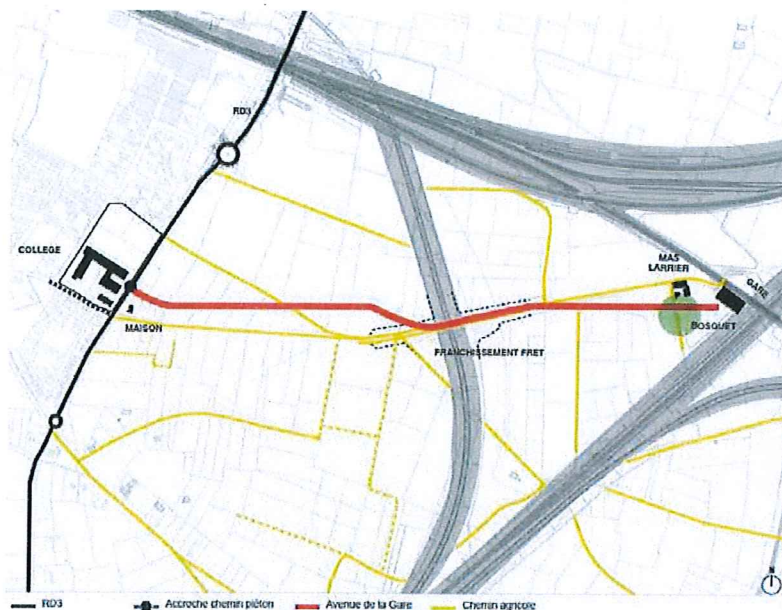 RD3
COLLEGE
MAISON
FRANCHISSEMENT FRET
MAS
LARRIER
GARE
BOSQUET
N
RD3
Accroche chemin piéton
Avenue de la Gare
Chemin agricole